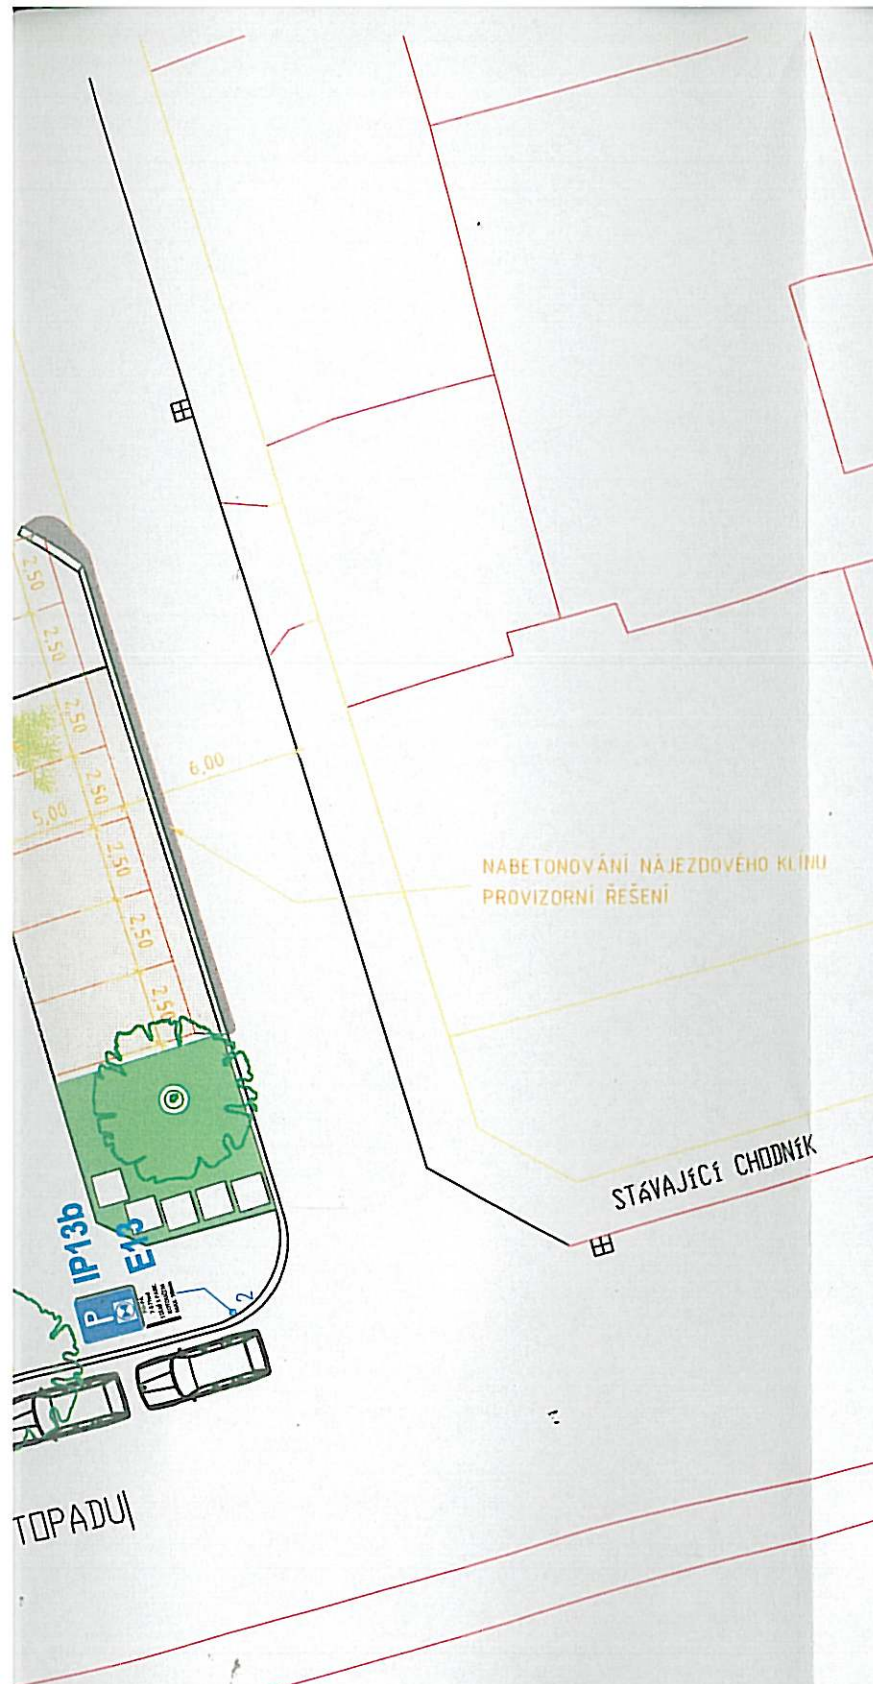 2,50
2,50
2,50
2,50
2,50
2,50
2,50
6,00
5,00
NABETONOVÁNÍ NÁJEZDOVÉHO KLÍNU
PROVIZORNÍ ŘEŠENÍ
STÁVAJÍCÍ CHODNÍK
IP13b
E13
P
2
TOPADU